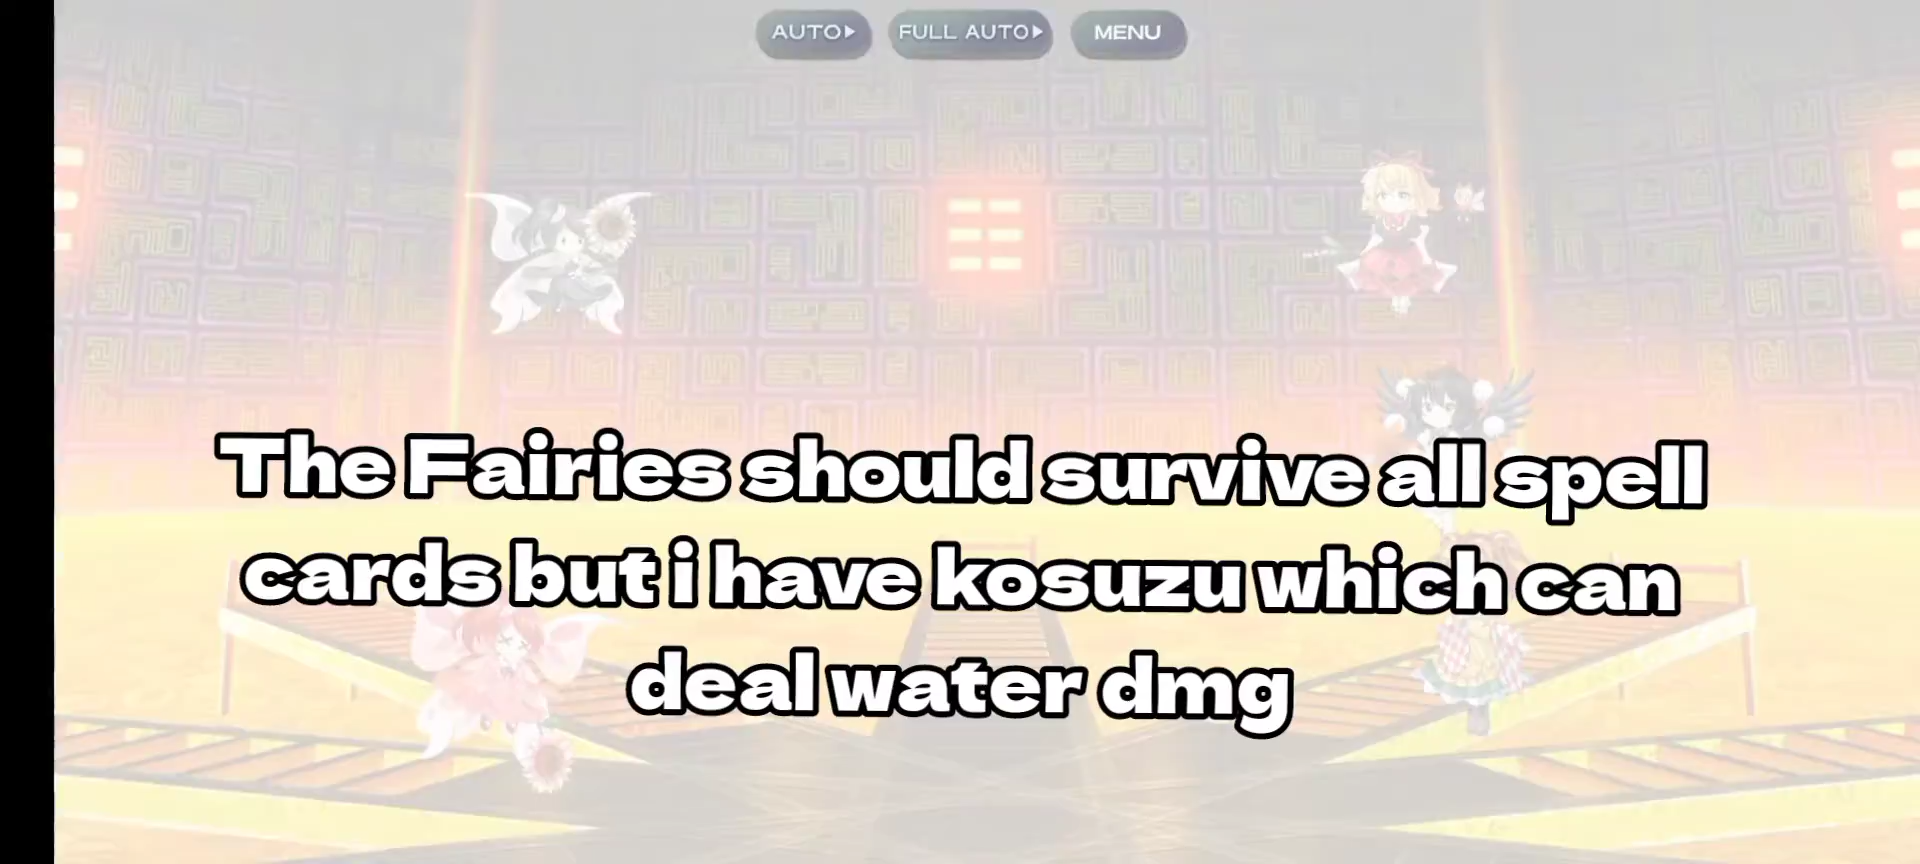 AUTO FULL AUTO MENU
The Fairies should survive all spell
cards but i have kosuzu which can
deal water dmg